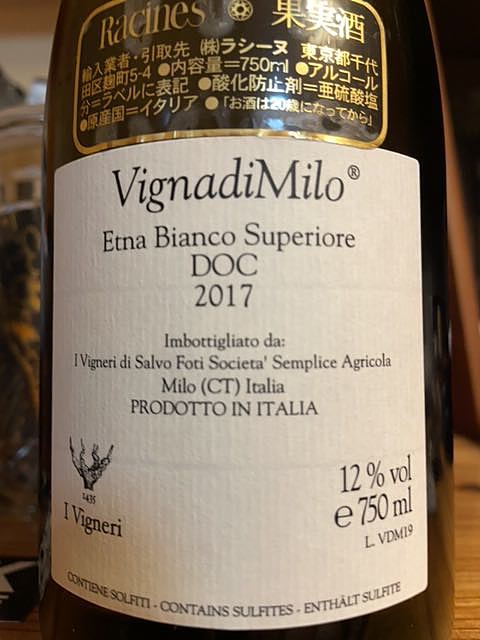 Racines 果実酒
輸入業者・引取先 ㈱ラシーヌ 東京都千代
田区麹町5-4 ●内容量=750ml ●アルコール
分=ラベルに表記 ●酸化防止剤=亜硫酸塩
●原産国=イタリア ●「お酒は20歳になってから」
VignadiMilo®
Etna Bianco Superiore
DOC
2017
Imbottigliato da:
I Vigneri di Salvo Foti Societa' Semplice Agricola
Milo (CT) Italia
PRODOTTO IN ITALIA
1435
I Vigneri
12 % vol
e 750 ml
L. VDM19
CONTIENE SOLFITI - CONTAINS SULFITES - ENTHÄLT SULFITE